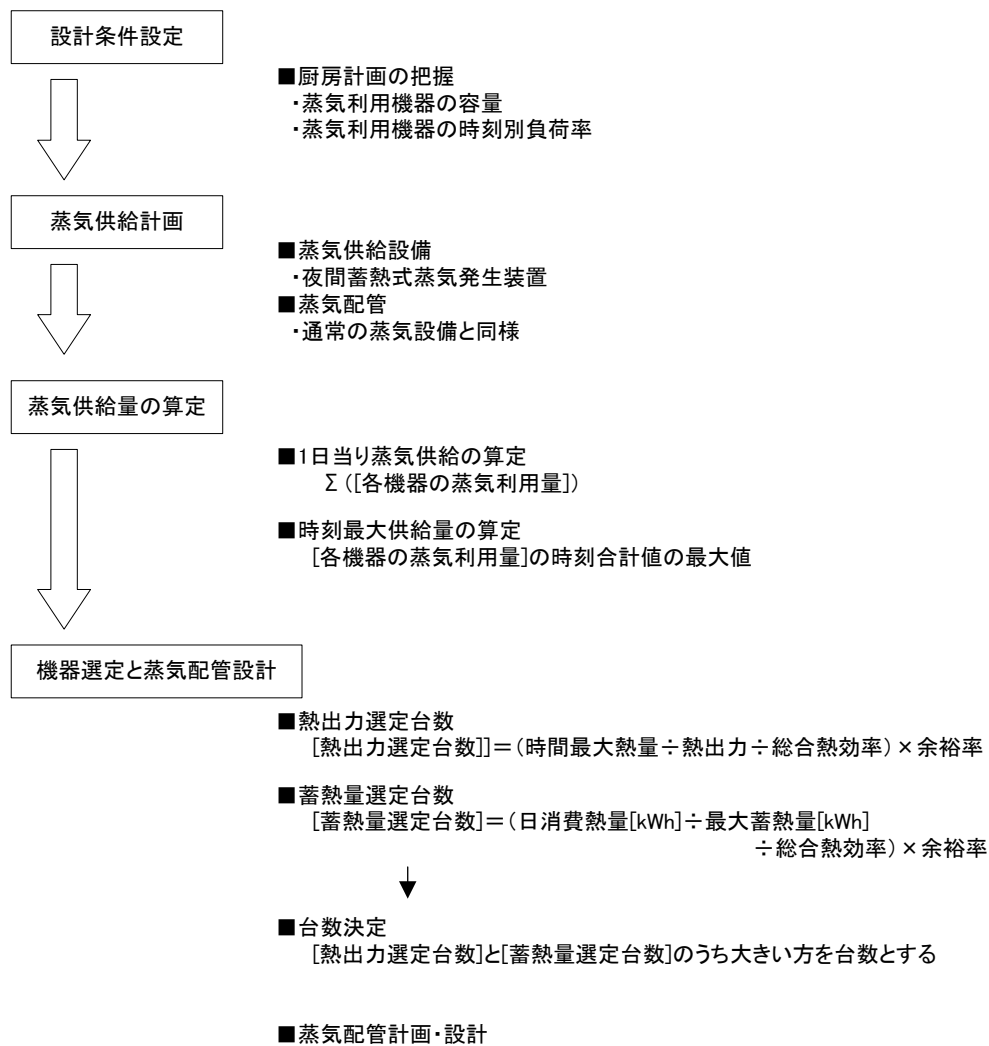 設計条件設定
■厨房計画の把握
・蒸気利用機器の容量
・蒸気利用機器の時刻別負荷率
蒸気供給計画
■蒸気供給設備
・夜間蓄熱式蒸気発生装置
■蒸気配管
・通常の蒸気設備と同様
蒸気供給量の算定
■1日当り蒸気供給の算定
Σ([各機器の蒸気利用量])
■時刻最大供給量の算定
[各機器の蒸気利用量]の時刻合計値の最大値
機器選定と蒸気配管設計
■熱出力選定台数
[熱出力選定台数]]=(時間最大熱量÷熱出力÷総合熱効率)×余裕率
■蓄熱量選定台数
[蓄熱量選定台数]=(日消費熱量[kWh]÷最大蓄熱量[kWh]
÷総合熱効率)×余裕率
■台数決定
[熱出力選定台数]と[蓄熱量選定台数]のうち大きい方を台数とする
■蒸気配管計画・設計